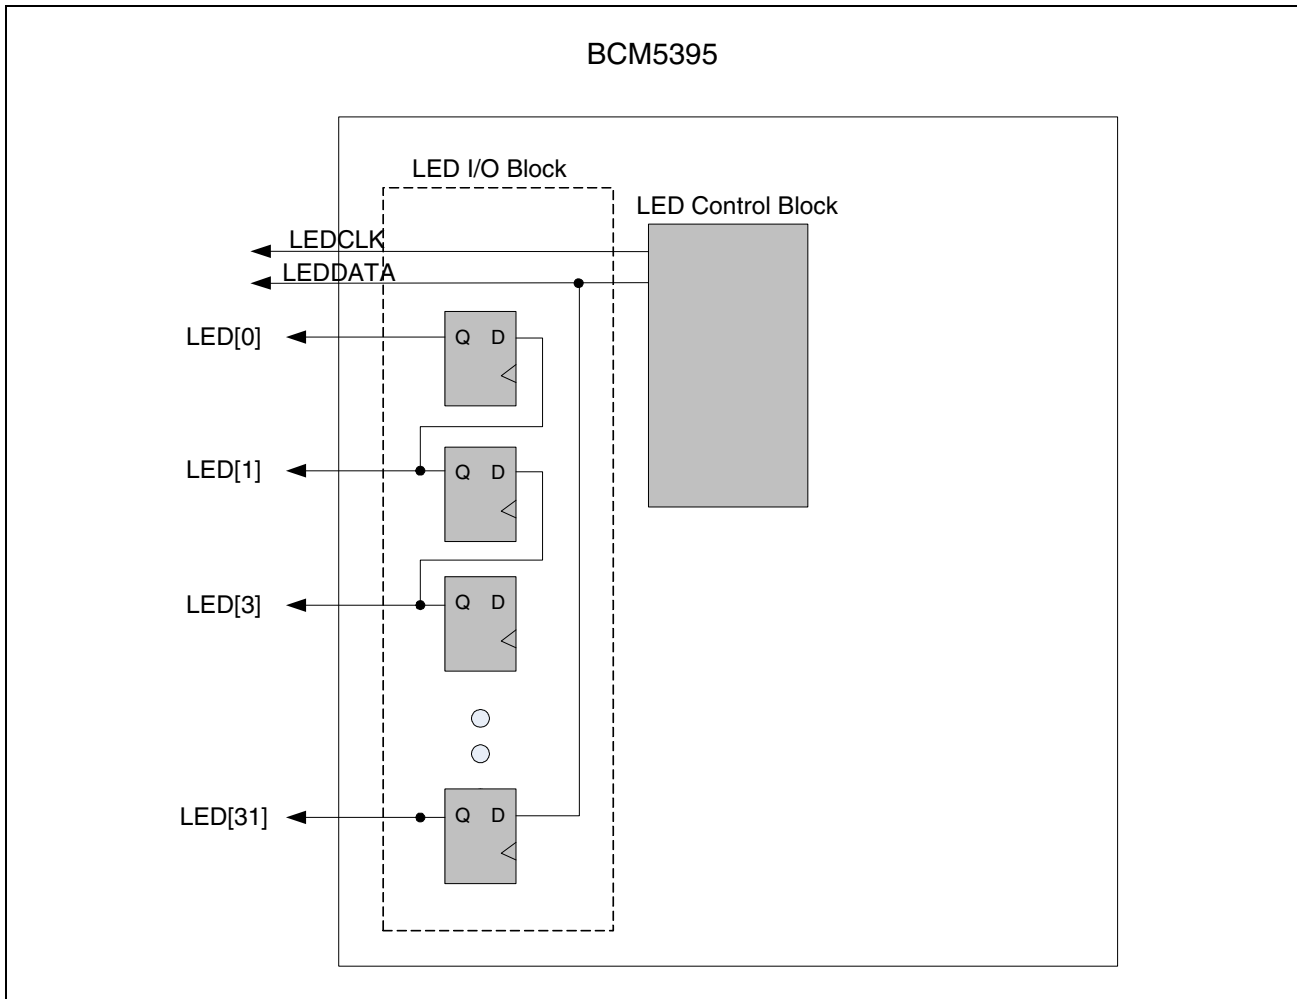 BCM5395
LED I/O Block
LED Control Block
LEDCLK
LEDDATA
LED[0]
Q D
LED[1]
Q D
LED[3]
Q D
LED[31]
Q D